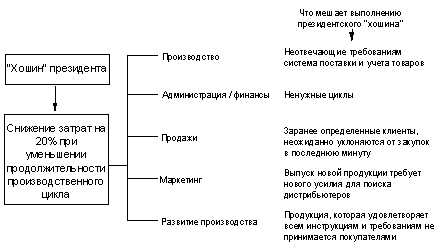 Что мешает выполнению
президентского "хошина"
"Хошин" президента
Снижение затрат на
20% при
уменьшении
продолжительности
производственного
цикла
Производство
Неотвечающие требованиям
система поставки и учета товаров
Администрация / финансы
Ненужные циклы
Продажи
Заранее определенные клиенты,
неожиданно уклоняются от закупок
в последнюю минуту
Маркетинг
Выпуск новой продукции требует
нового усилия для поиска
дистрибьютеров
Развитие производства
Продукция, которая удовлетворяет
всем инструкции и требованиям не
принимается покупателями